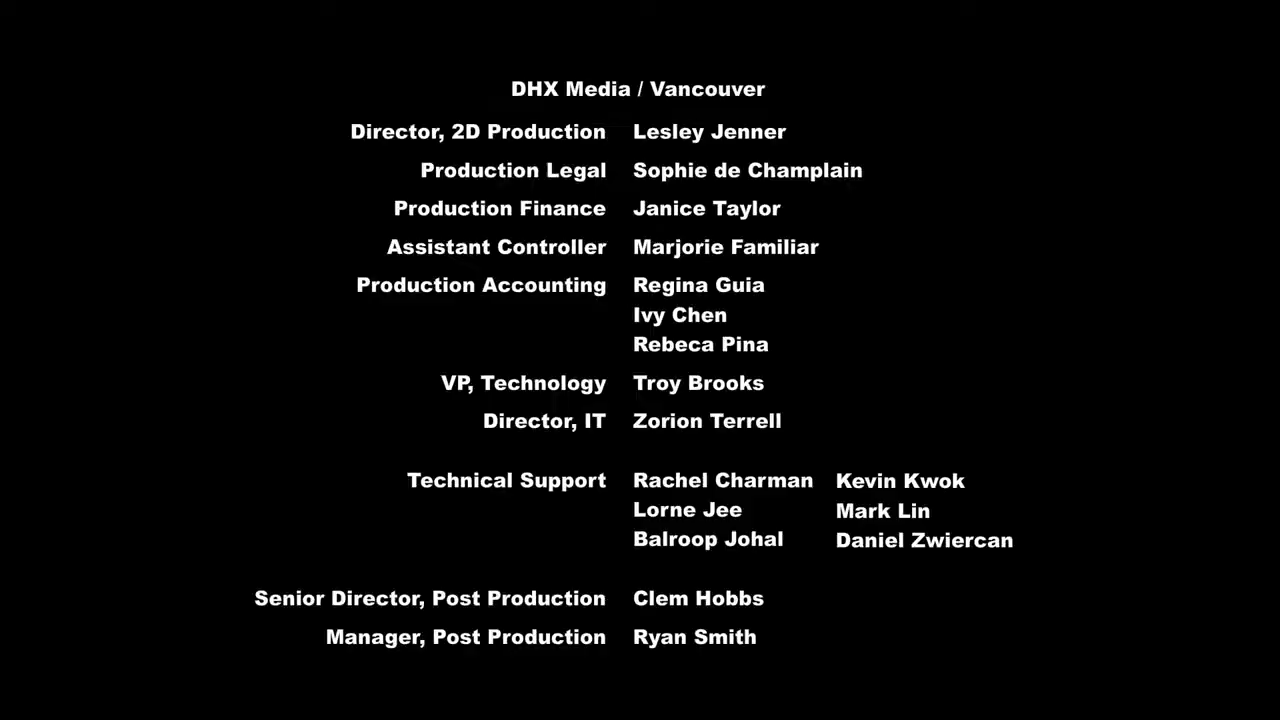 DHX Media / Vancouver
Director, 2D Production Lesley Jenner
Production Legal Sophie de Champlain
Production Finance Janice Taylor
Assistant Controller Marjorie Familiar
Production Accounting Regina Guia
Ivy Chen
Rebeca Pina
VP, Technology Troy Brooks
Director, IT Zorion Terrell
Technical Support Rachel Charman Kevin Kwok
Lorne Jee Mark Lin
Balroop Johal Daniel Zwiercan
Senior Director, Post Production Clem Hobbs
Manager, Post Production Ryan Smith